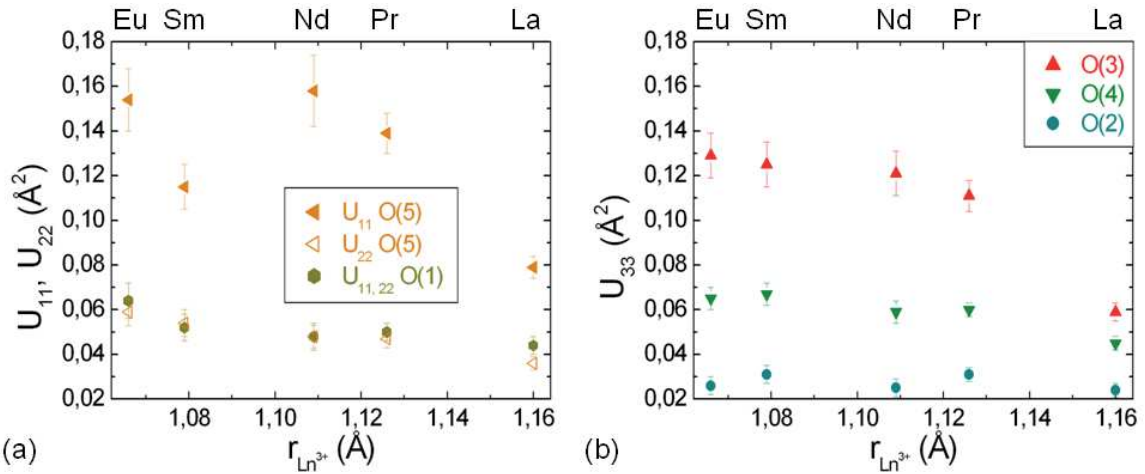 Eu Sm Nd Pr La
0,18
0,16
0,14
0,12
0,10
0,08
0,06
0,04
0,02
U₁₁, U₂₂ (Å²)
U₁₁ O(5)
U₂₂ O(5)
U₁₁, ₂₂ O(1)
1,08 1,10 1,12 1,14 1,16
(a)
r Ln³⁺ (Å)
Eu Sm Nd Pr La
0,18
0,16
0,14
0,12
0,10
0,08
0,06
0,04
0,02
U₃₃ (Å²)
O(3)
O(4)
O(2)
1,08 1,10 1,12 1,14 1,16
(b)
r Ln³⁺ (Å)